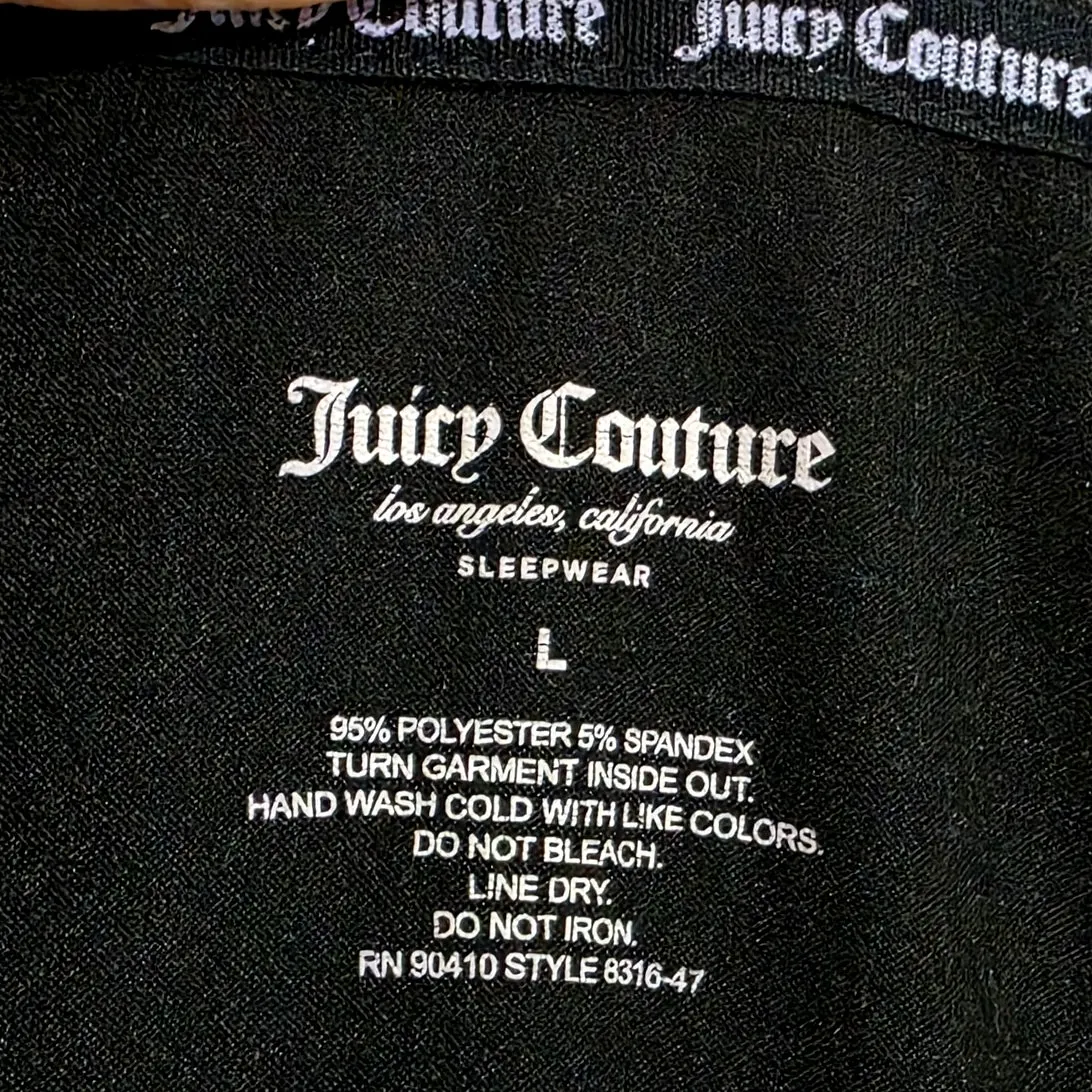 Juicy Couture Juicy Couture
Juicy Couture
los angeles, california
SLEEPWEAR
L
95% POLYESTER 5% SPANDEX
TURN GARMENT INSIDE OUT.
HAND WASH COLD WITH LIKE COLORS.
DO NOT BLEACH.
LINE DRY.
DO NOT IRON.
RN 90410 STYLE 8316-47